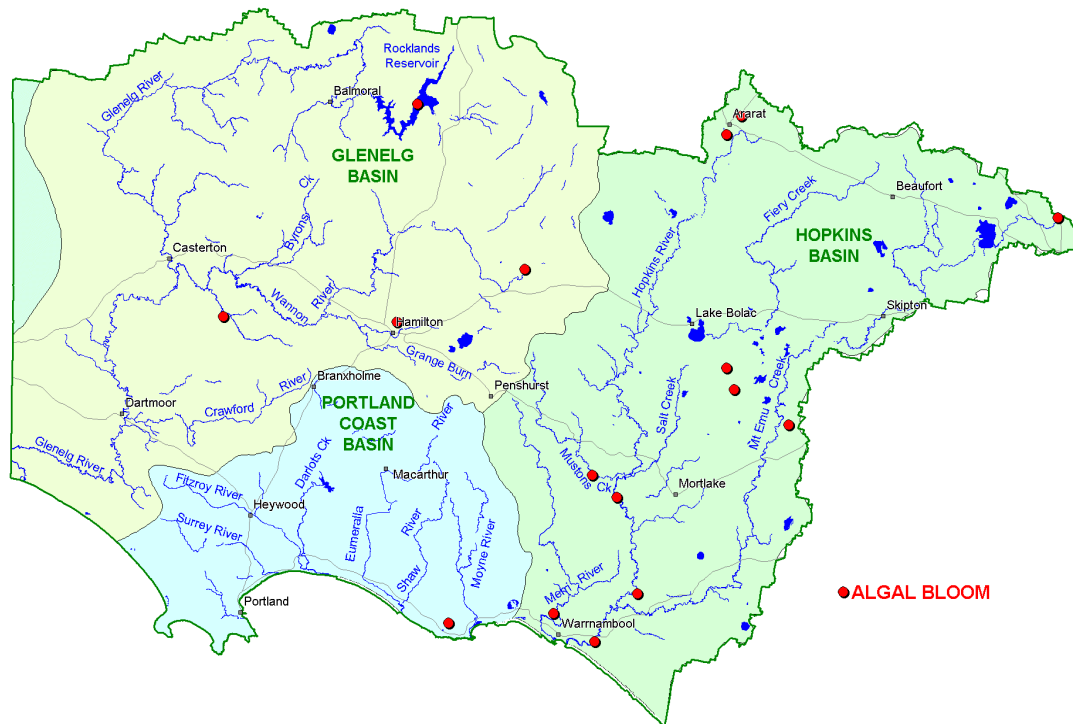 Rocklands
Reservoir
Glenelg River
Balmoral
Ararat
GLENELG
BASIN
Byrons Ck
Beaufort
Fiery Creek
Casterton
HOPKINS
BASIN
Hopkins River
Wannon River
Skipton
Lake Bolac
Hamilton
Grange Burn
Branxholme
Penshurst
Crawford River
Dartmoor
PORTLAND
COAST
BASIN
River
Salt Creek
Mt Emu Creek
Glenelg River
Darlots Ck
Macarthur
Mustons Ck
Mortlake
Fitzroy River
Heywood
Surrey River
Eumeralla
Shaw River
Moyne River
Merri River
ALGAL BLOOM
Portland
Warrnambool